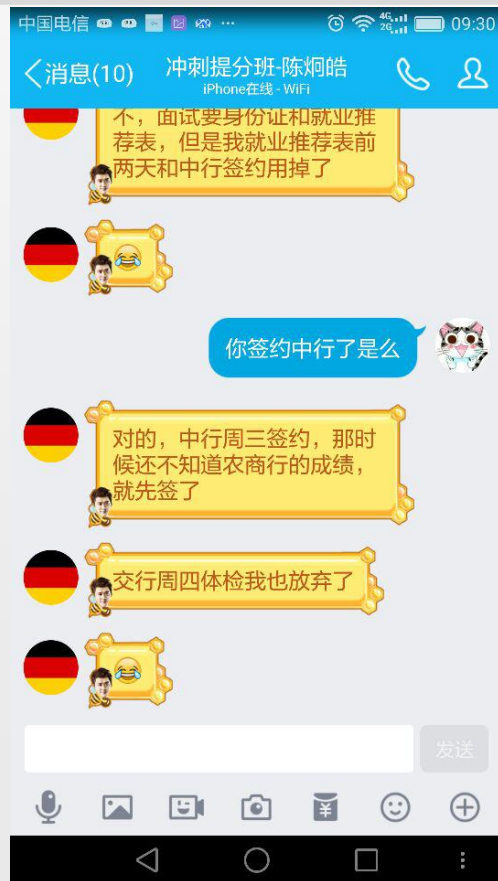 中国电信 ... 4G 2G 09:30
消息(10) 冲刺提分班-陈炯皓
iPhone在线 - WiFi
不，面试要身份证和就业推
荐表，但是我就业推荐表前
两天和中行签约用掉了
你签约中行了是么
对的，中行周三签约，那时
候还不知道农商行的成绩，
就先签了
交行周四体检我也放弃了
发送
¥